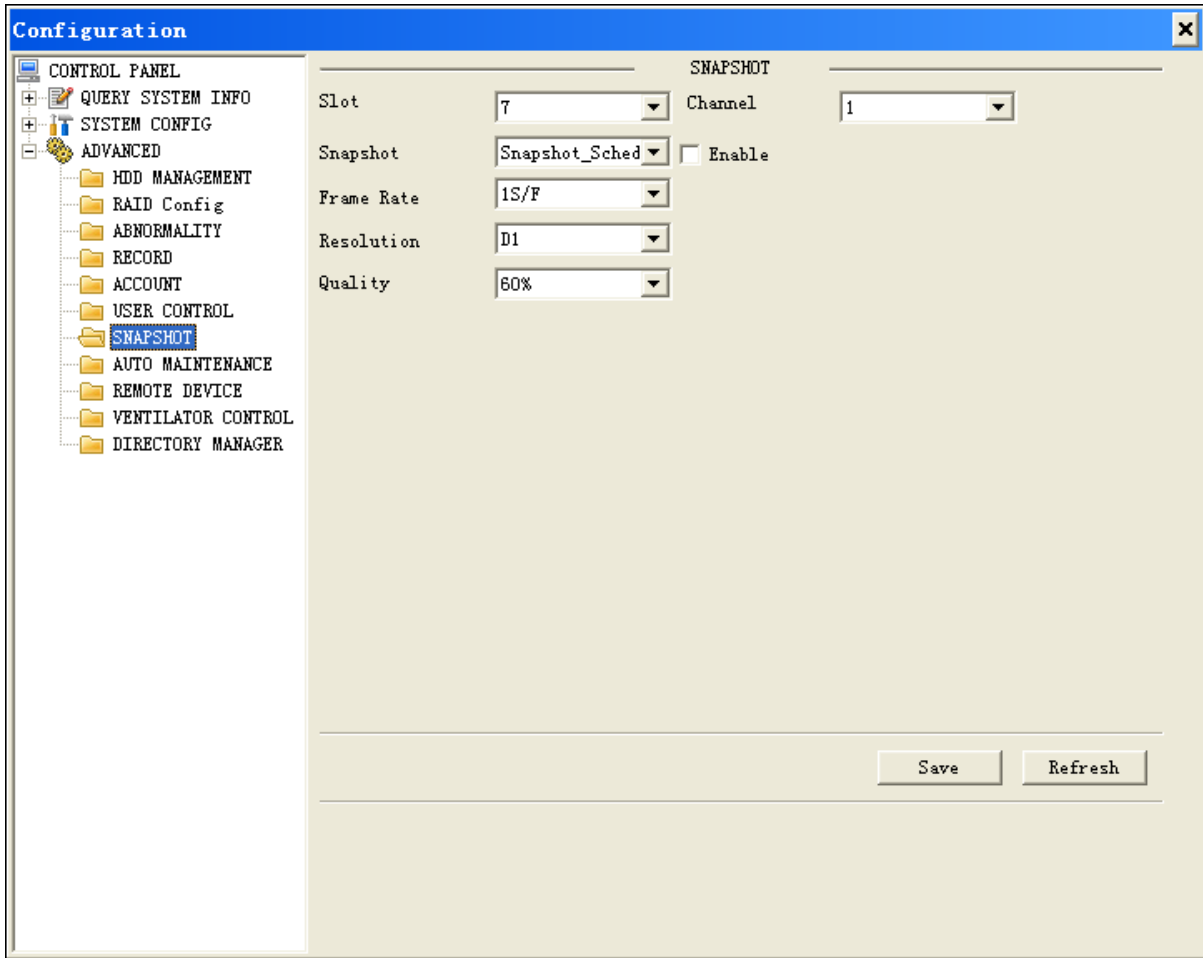 Configuration
CONTROL PANEL
QUERY SYSTEM INFO
SYSTEM CONFIG
ADVANCED
HDD MANAGEMENT
RAID Config
ABNORMALITY
RECORD
ACCOUNT
USER CONTROL
SNAPSHOT
AUTO MAINTENANCE
REMOTE DEVICE
VENTILATOR CONTROL
DIRECTORY MANAGER
SNAPSHOT
Slot 7 Channel 1
Snapshot Snapshot_Sched Enable
Frame Rate 1S/F
Resolution D1
Quality 60%
Save Refresh